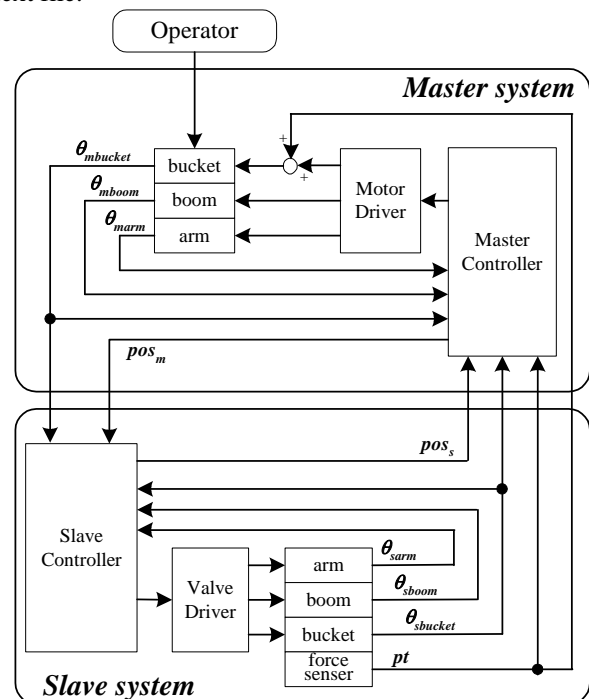 Operator
Master system
+
+
θmbucket
bucket
θmboom
boom
θmarm
arm
Motor
Driver
Master
Controller
posm
poss
Slave
Controller
Valve
Driver
arm
θsarm
boom
θsboom
bucket
θsbucket
force
senser
pt
Slave system